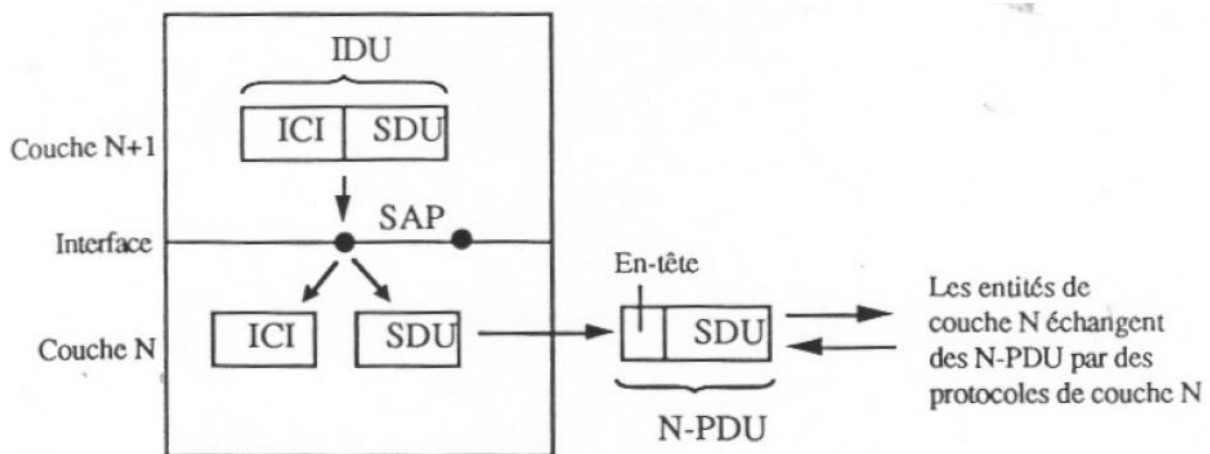 IDU
ICI SDU
Couche N+1
SAP
Interface
En-tête
ICI SDU
Couche N
SDU
Les entités de
couche N échangent
des N-PDU par des
protocoles de couche N
N-PDU